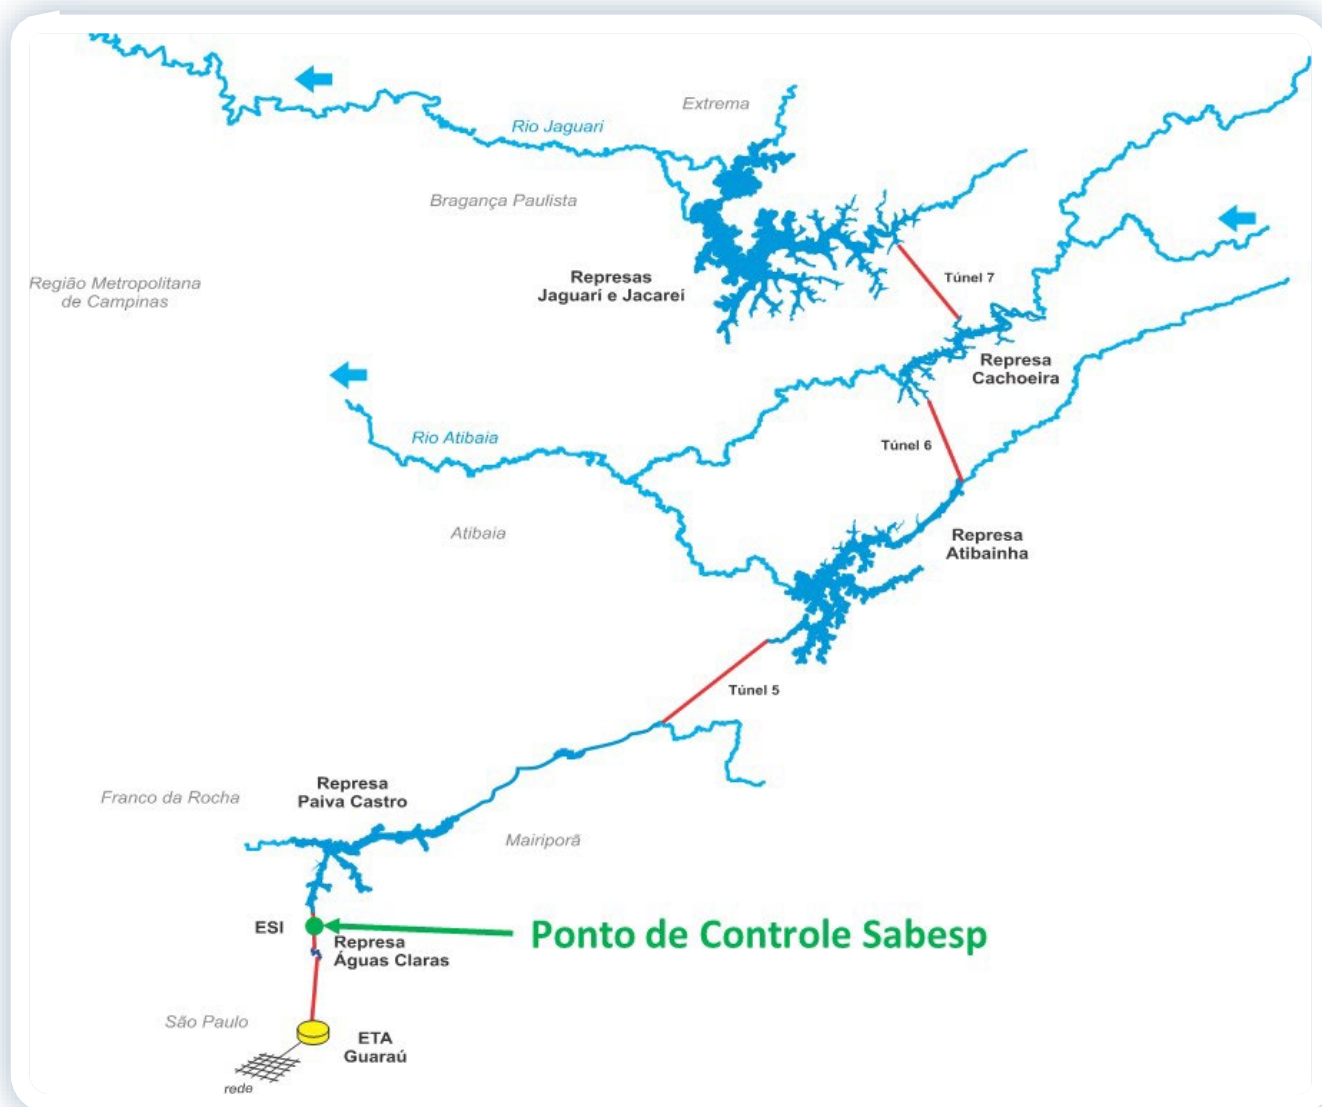 Extrema
Rio Jaguari
Bragança Paulista
Região Metropolitana
de Campinas
Represas
Jaguari e Jacareí
Túnel 7
Represa
Cachoeira
Rio Atibaia
Túnel 6
Atibaia
Represa
Atibainha
Túnel 5
Represa
Paiva Castro
Franco da Rocha
Mairiporã
ESI
Ponto de Controle Sabesp
Represa
Águas Claras
São Paulo
ETA
Guaraú
rede